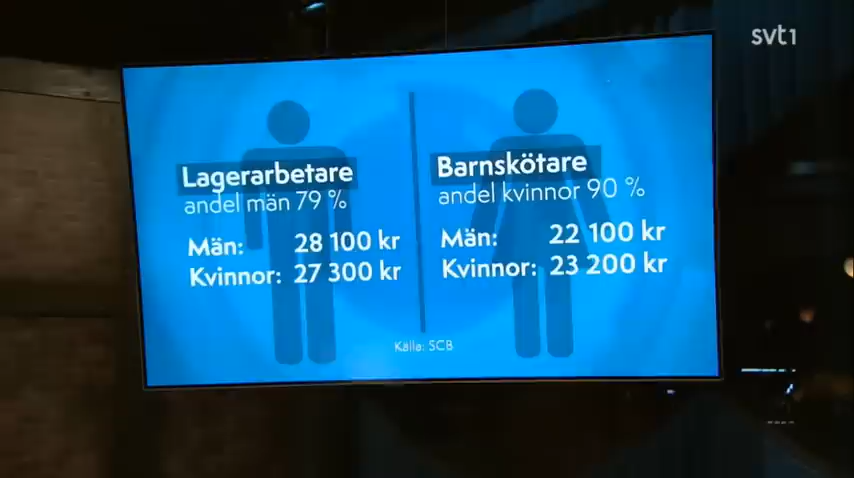 svt1
Lagerarbetare
andel män 79 %
Män: 28 100 kr
Kvinnor: 27 300 kr
Barnskötare
andel kvinnor 90 %
Män: 22 100 kr
Kvinnor: 23 200 kr
Källa: SCB